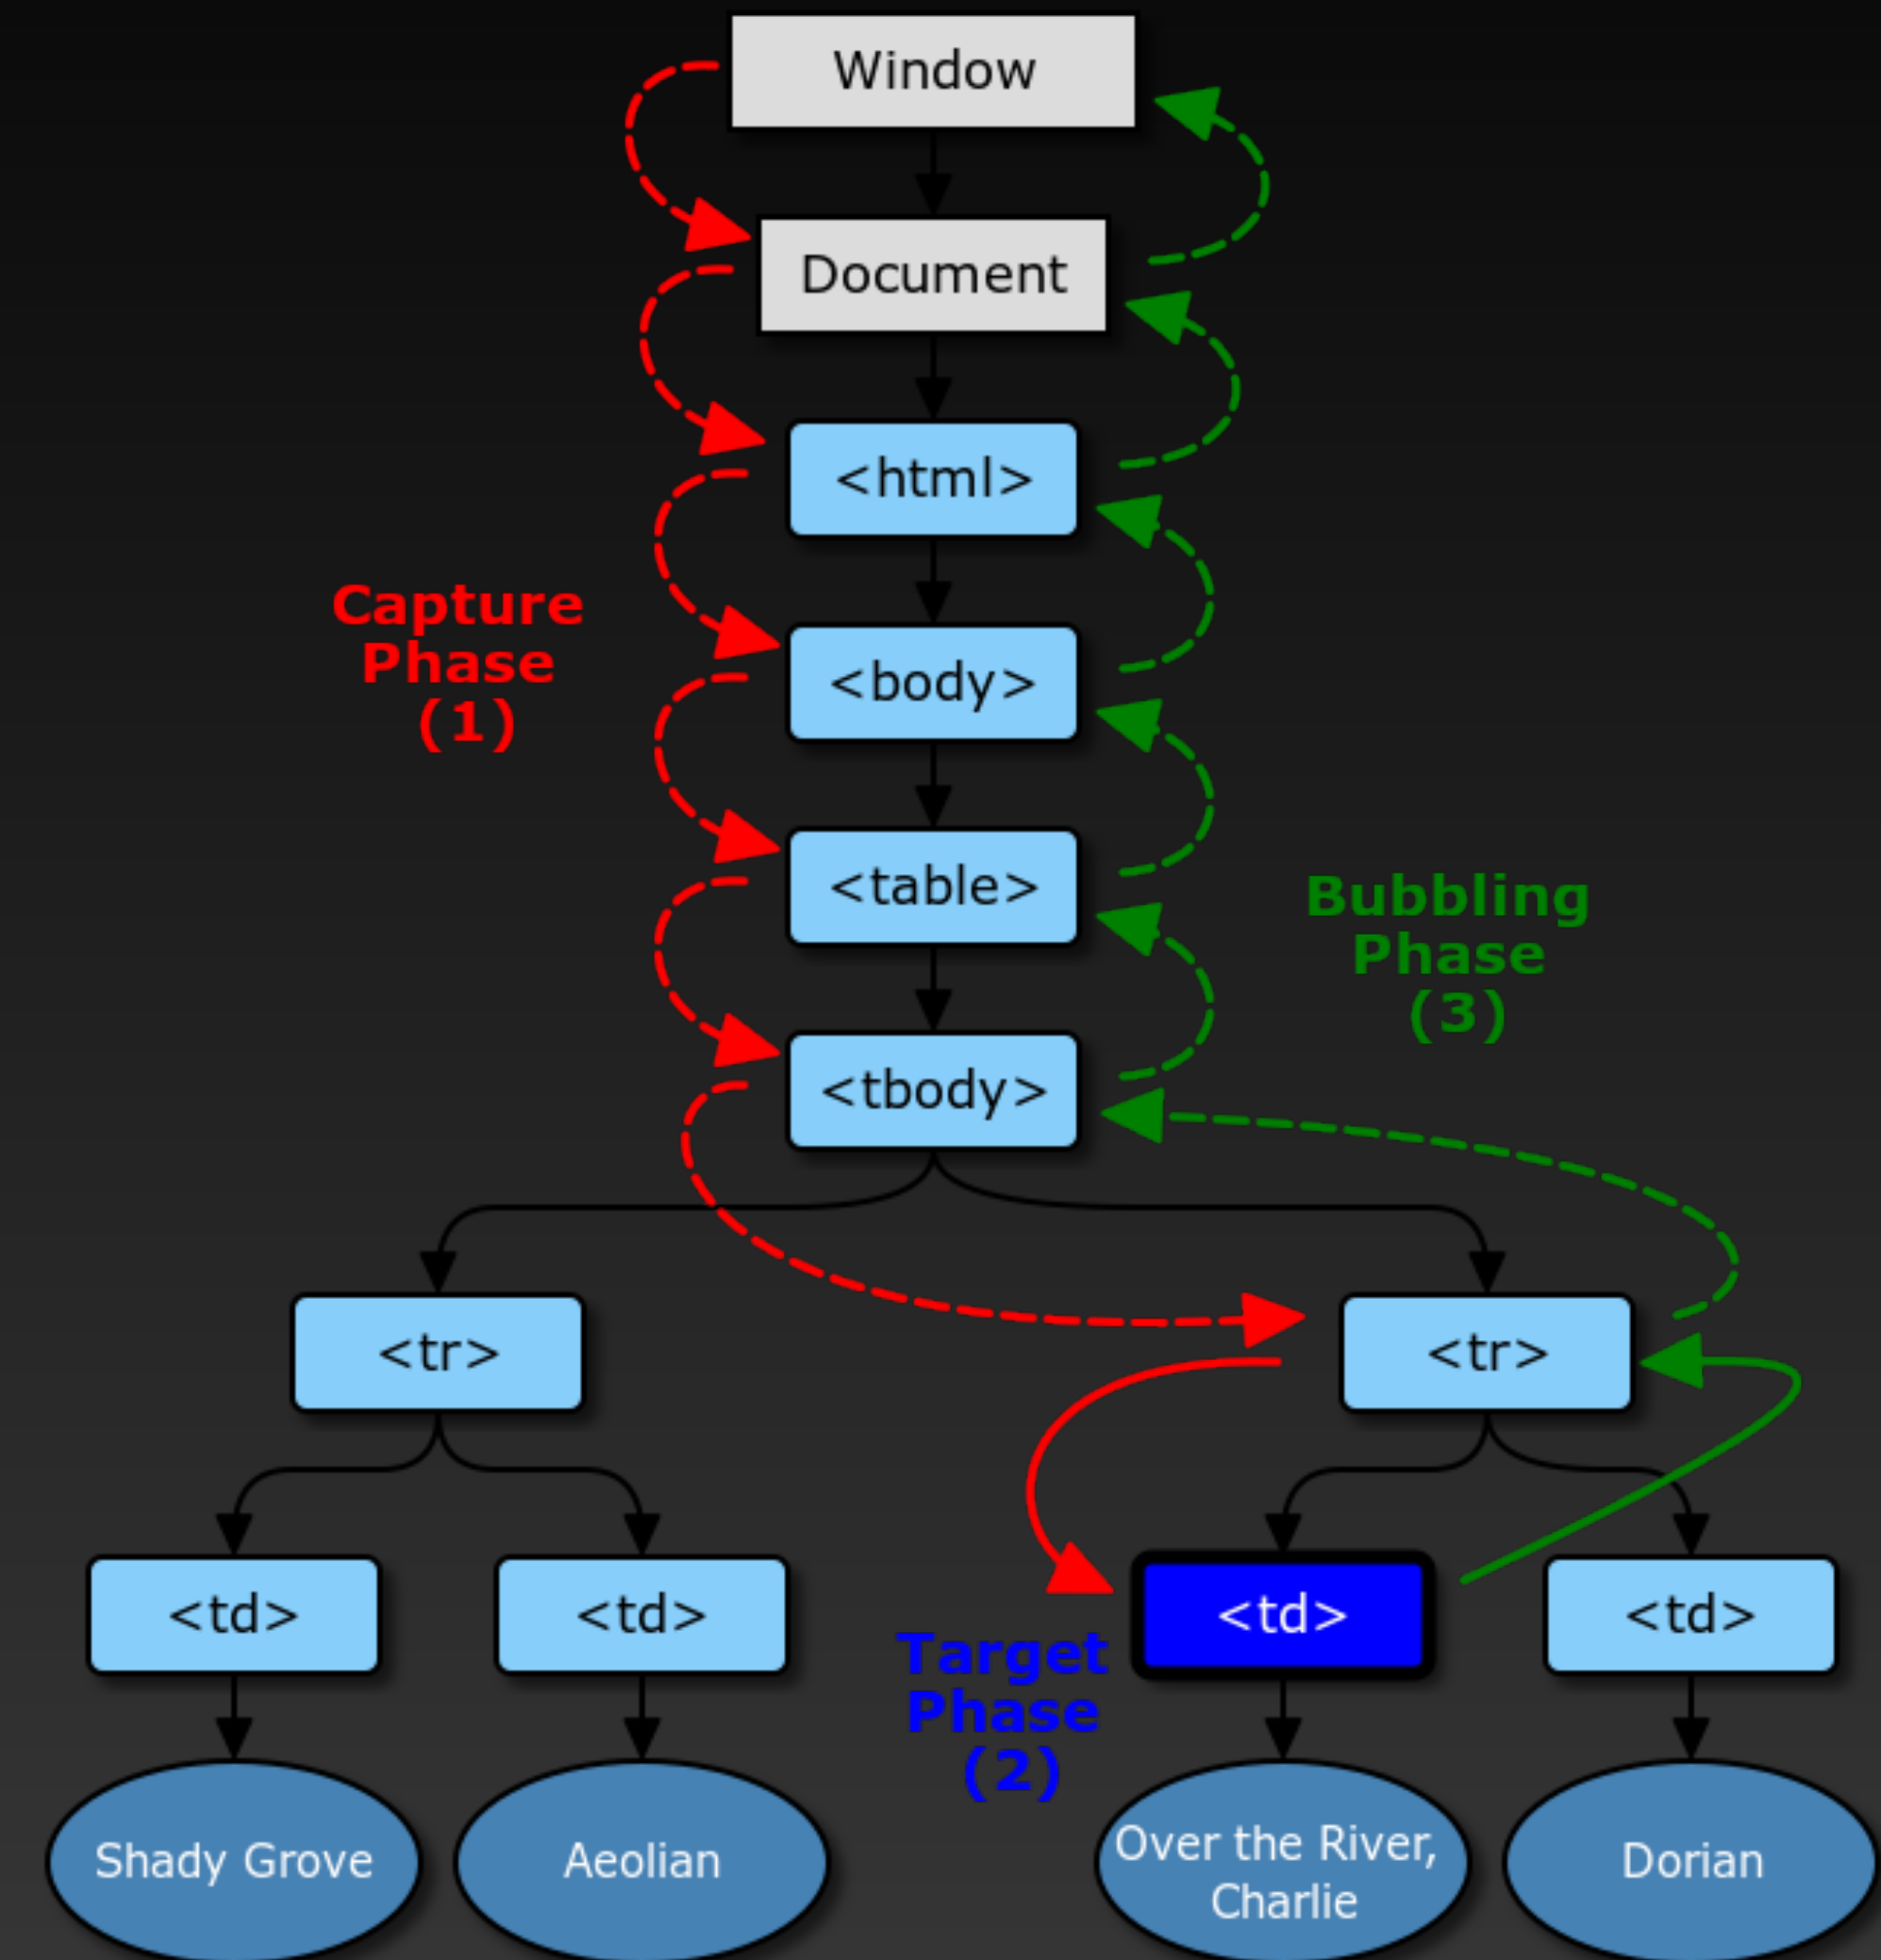 Window
Document
<html>
Capture
Phase
(1)
<body>
<table>
Bubbling
Phase
(3)
<tbody>
<tr>
<tr>
<td>
<td>
<td>
<td>
Target
Phase
(2)
Shady Grove
Aeolian
Over the River,
Charlie
Dorian